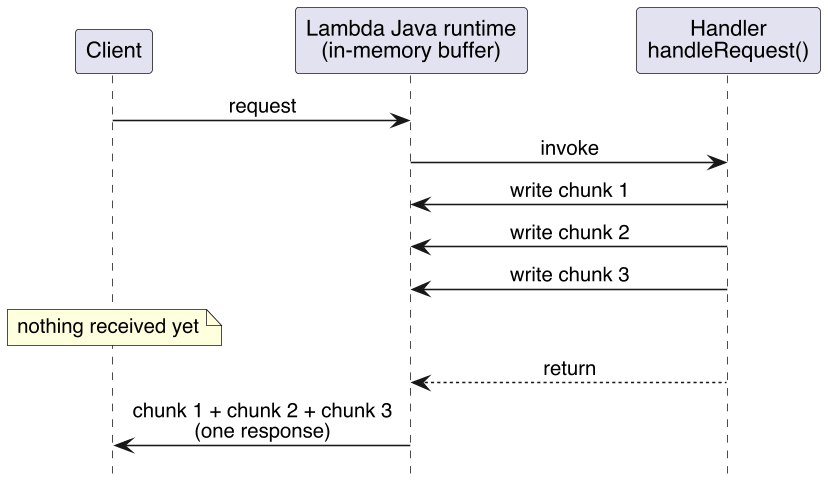 Client
Lambda Java runtime
(in-memory buffer)
Handler
handleRequest()
request
invoke
write chunk 1
write chunk 2
write chunk 3
nothing received yet
return
chunk 1 + chunk 2 + chunk 3
(one response)